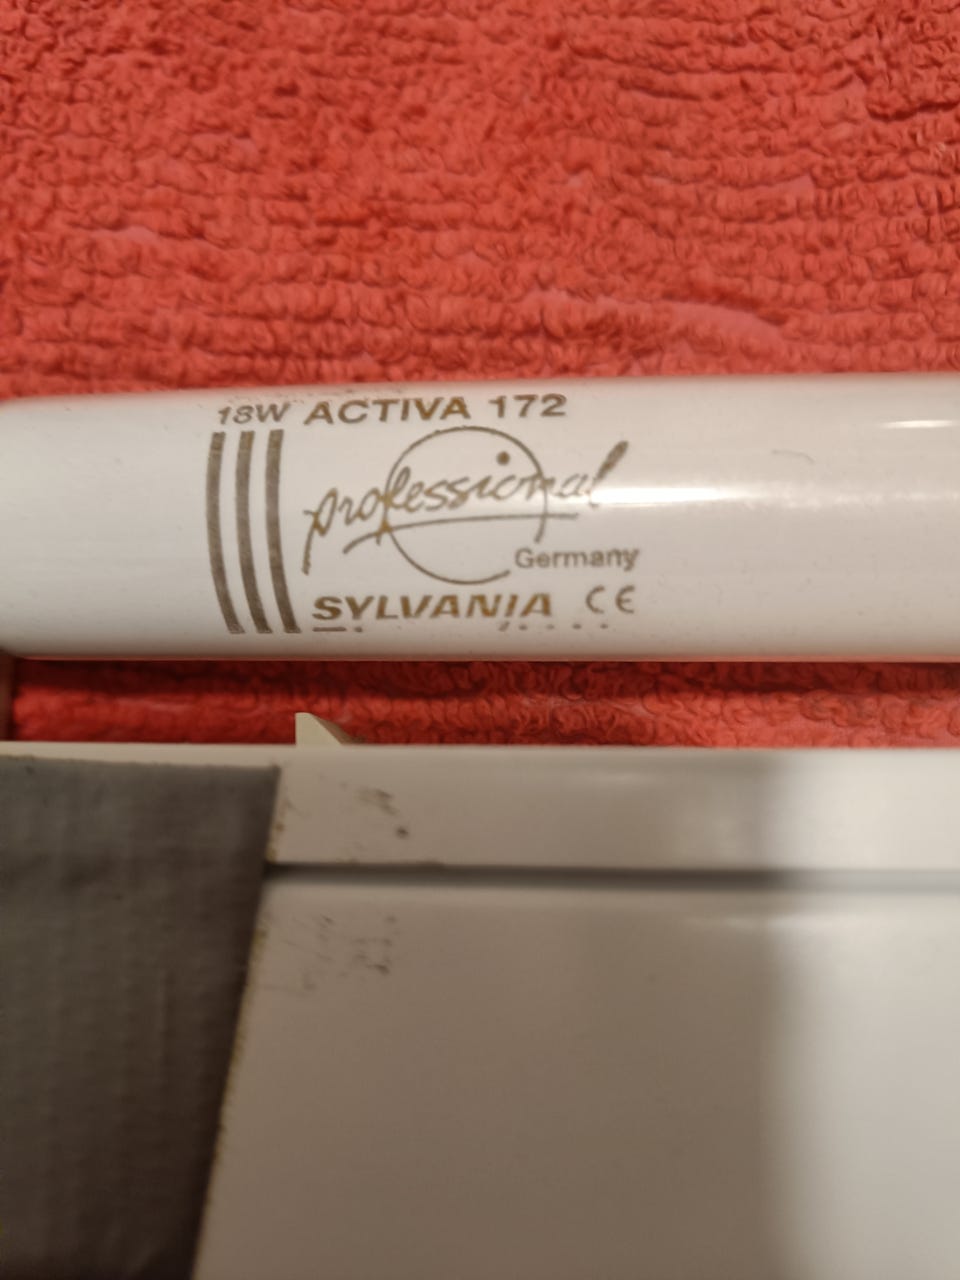 18W ACTIVA 172
professional
Germany
SYLVANIA CE